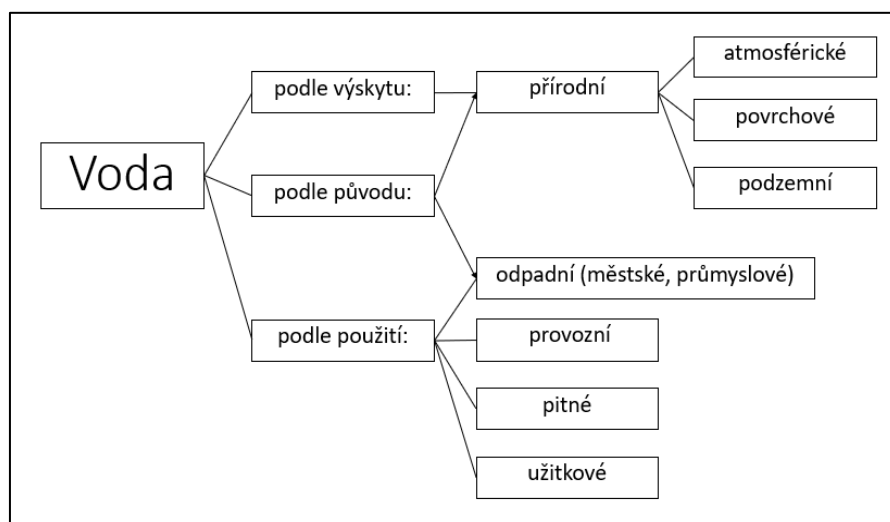 Voda
podle výskytu:
podle původu:
podle použití:
přírodní
odpadní (městské, průmyslové)
provozní
pitné
užitkové
atmosférické
povrchové
podzemní